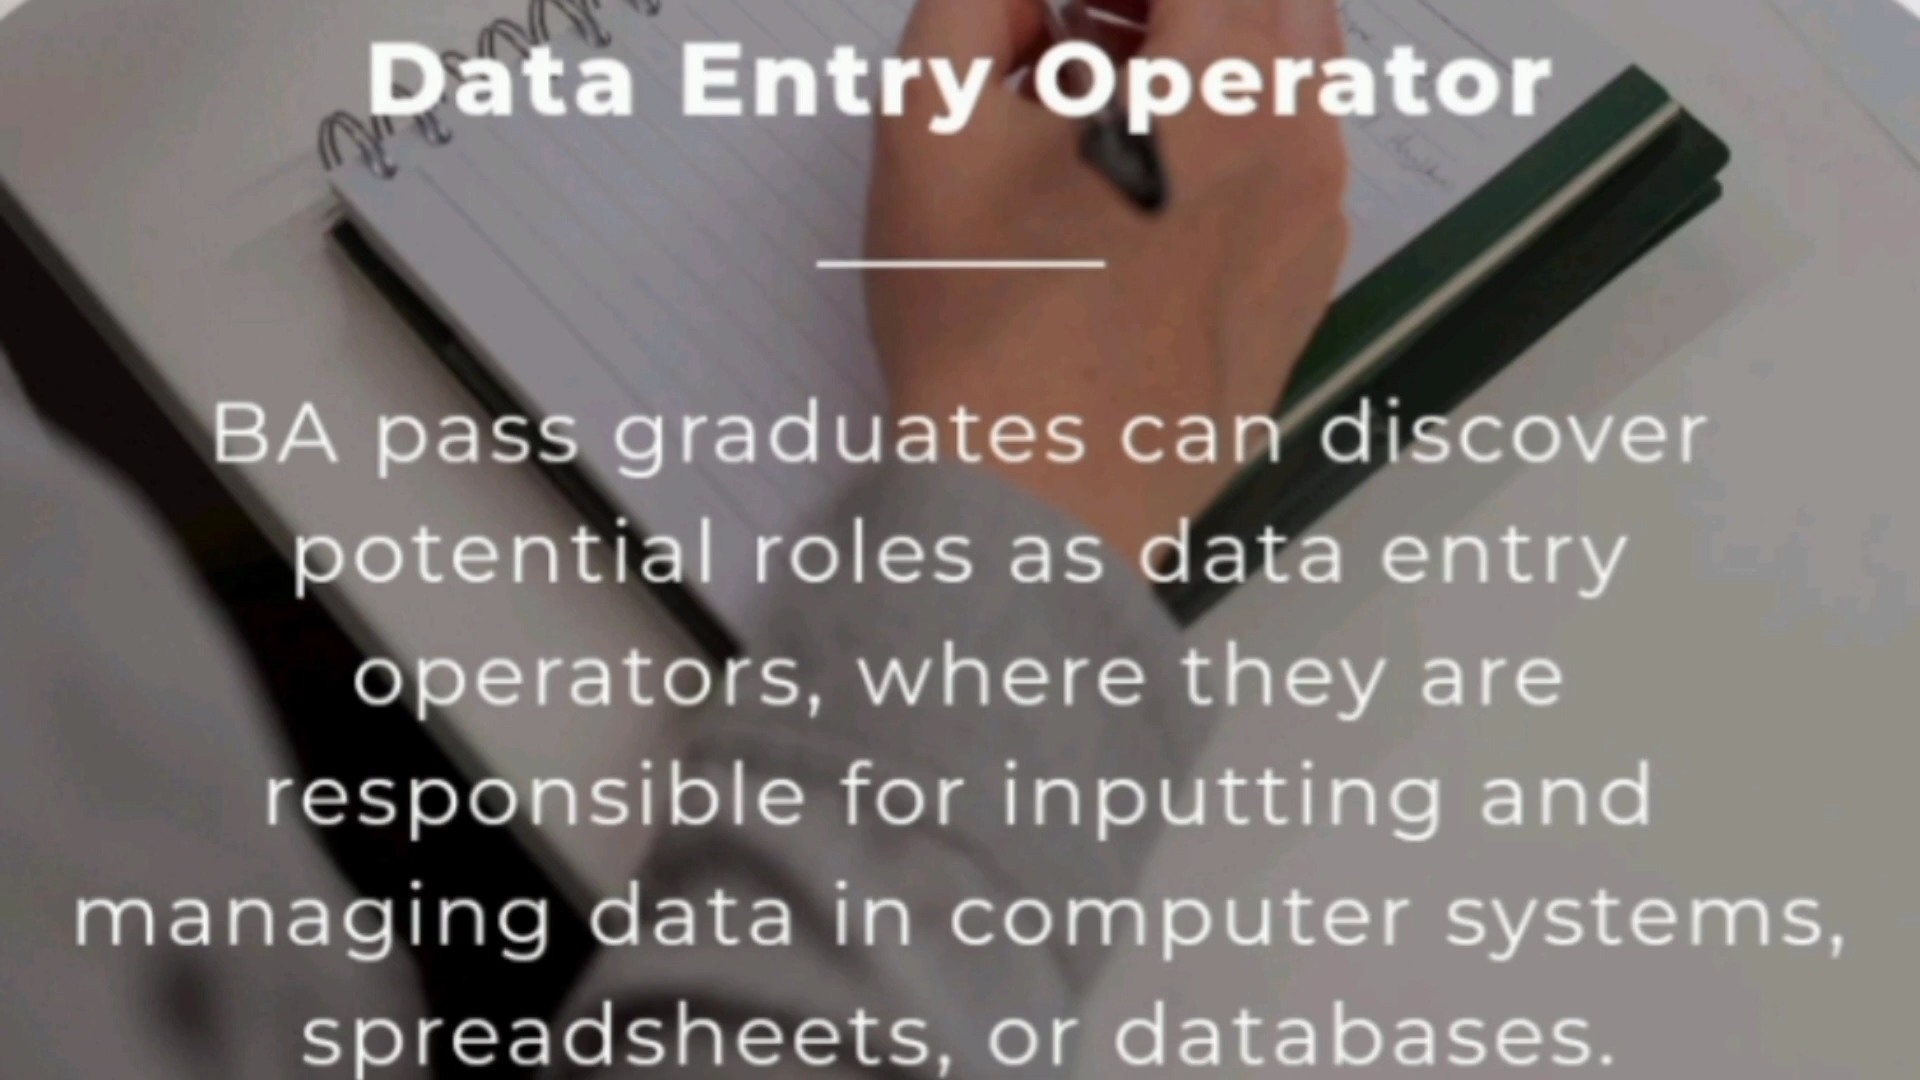 Data Entry Operator
BA pass graduates can discover
potential roles as data entry
operators, where they are
responsible for inputting and
managing data in computer systems,
spreadsheets, or databases.